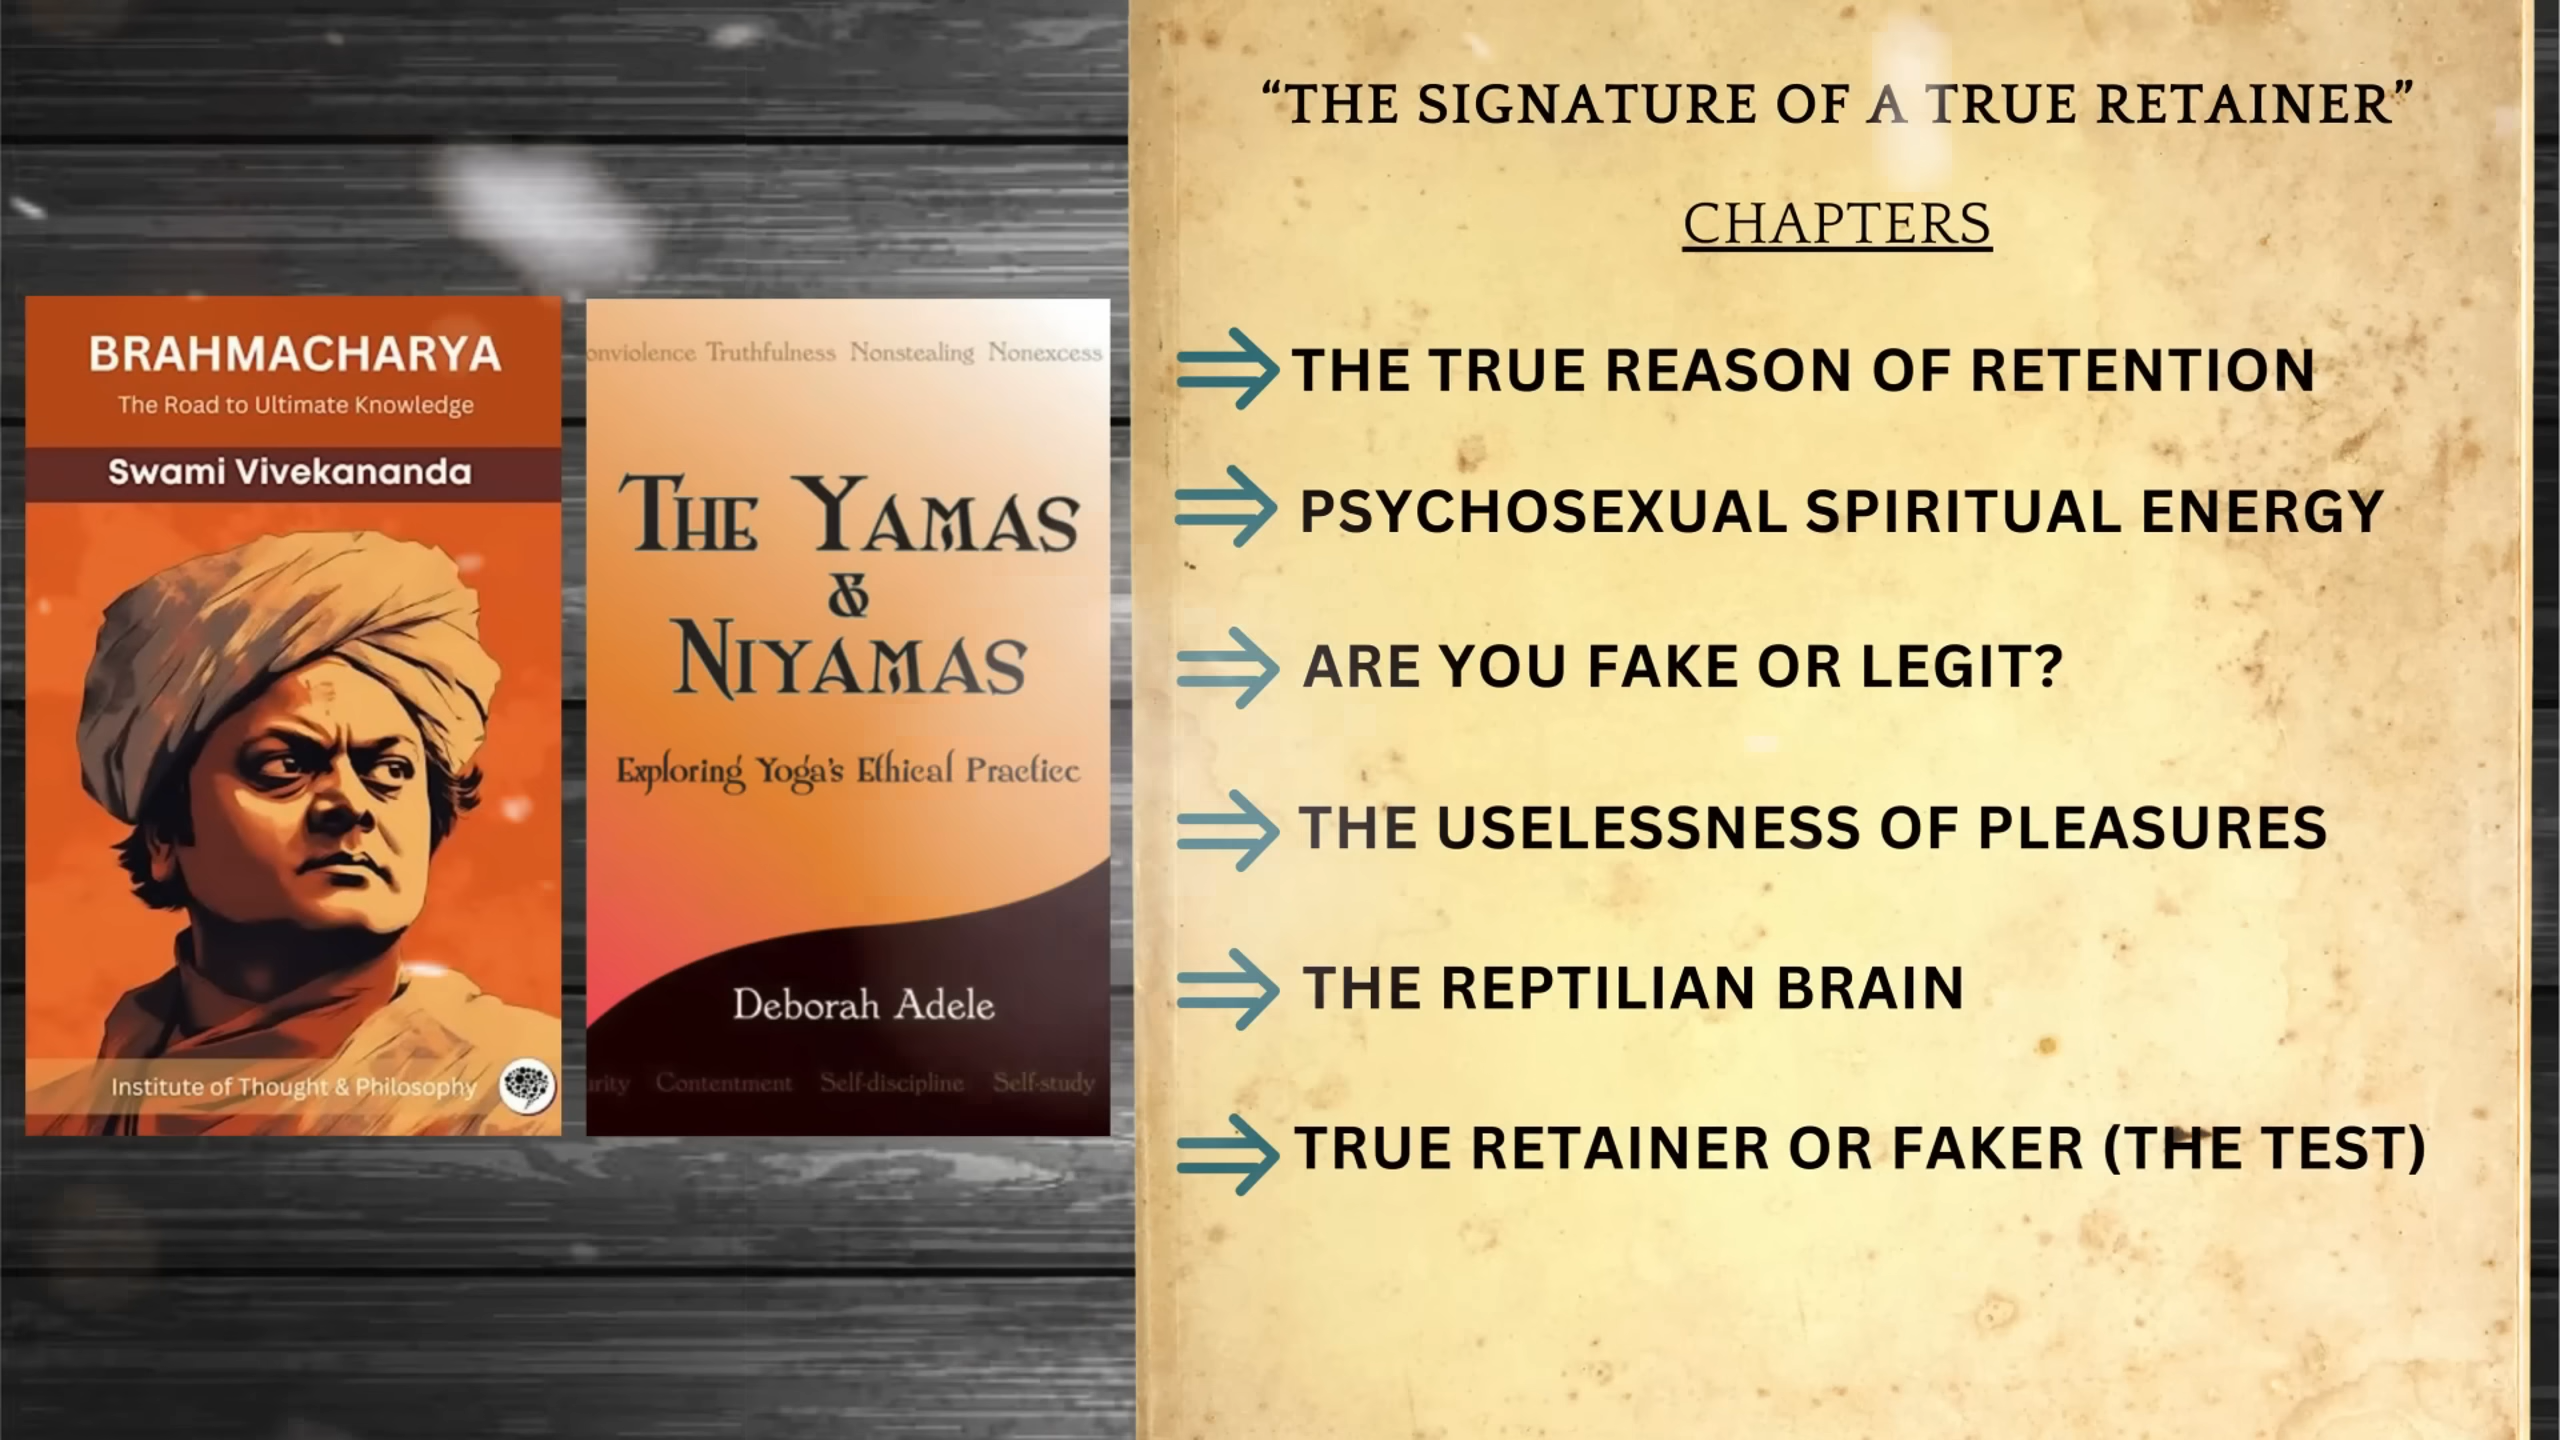 BRAHMACHARYA
The Road to Ultimate Knowledge
Swami Vivekananda
Institute of Thought & Philosophy
onviolence Truthfulness Nonstealing Nonexcess
THE YAMAS
&
NIYAMAS
Exploring Yoga's Ethical Practice
Deborah Adele
rity Contentment Self-discipline Self-study
“THE SIGNATURE OF A TRUE RETAINER”
CHAPTERS
THE TRUE REASON OF RETENTION
PSYCHOSEXUAL SPIRITUAL ENERGY
ARE YOU FAKE OR LEGIT?
THE USELESSNESS OF PLEASURES
THE REPTILIAN BRAIN
TRUE RETAINER OR FAKER (THE TEST)